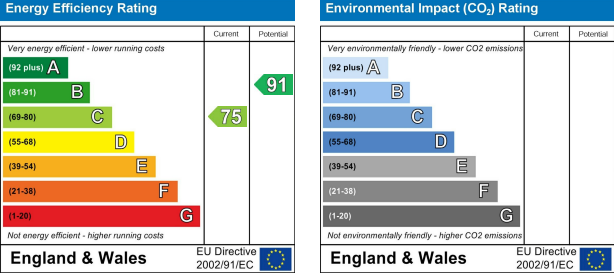 Energy Efficiency Rating
Current Potential
Very energy efficient - lower running costs
(92 plus) A
(81-91) B
(69-80) C
(55-68) D
(39-54) E
(21-38) F
(1-20) G
75
91
Not energy efficient - higher running costs
England & Wales
EU Directive
2002/91/EC
Environmental Impact (CO₂) Rating
Current Potential
Very environmentally friendly - lower CO2 emissions
(92 plus) A
(81-91) B
(69-80) C
(55-68) D
(39-54) E
(21-38) F
(1-20) G
Not environmentally friendly - higher CO2 emissions
England & Wales
EU Directive
2002/91/EC